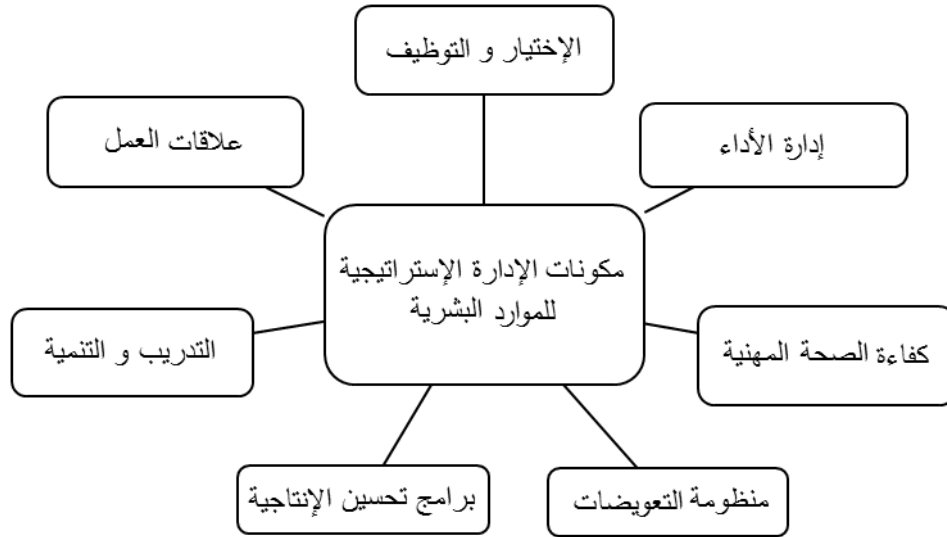 الإختيار و التوظيف
إدارة الأداء
علاقات العمل
مكونات الإدارة الإستراتيجية
للموارد البشرية
كفاءة الصحة المهنية
التدريب و التنمية
منظومة التعويضات
برامج تحسين الإنتاجية